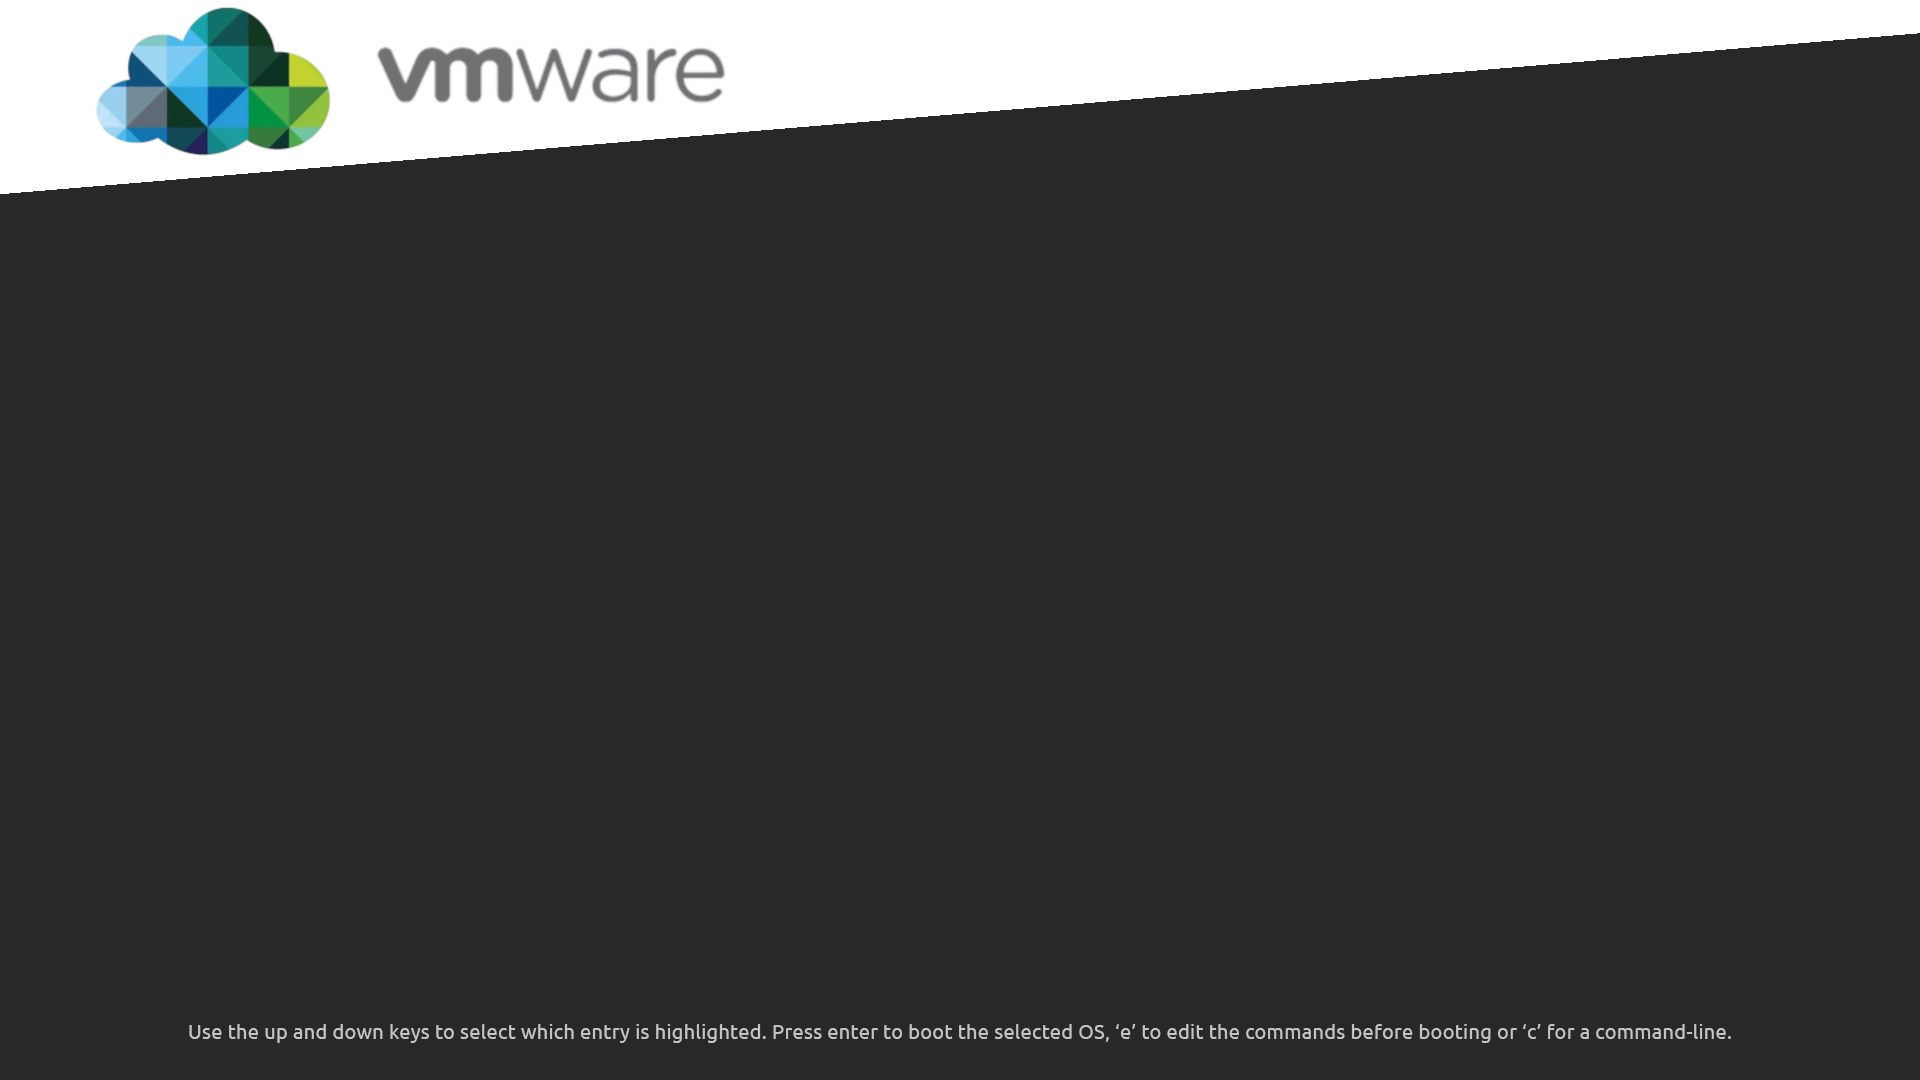 vmware
Use the up and down keys to select which entry is highlighted. Press enter to boot the selected OS, ‘e’ to edit the commands before booting or ‘c’ for a command-line.